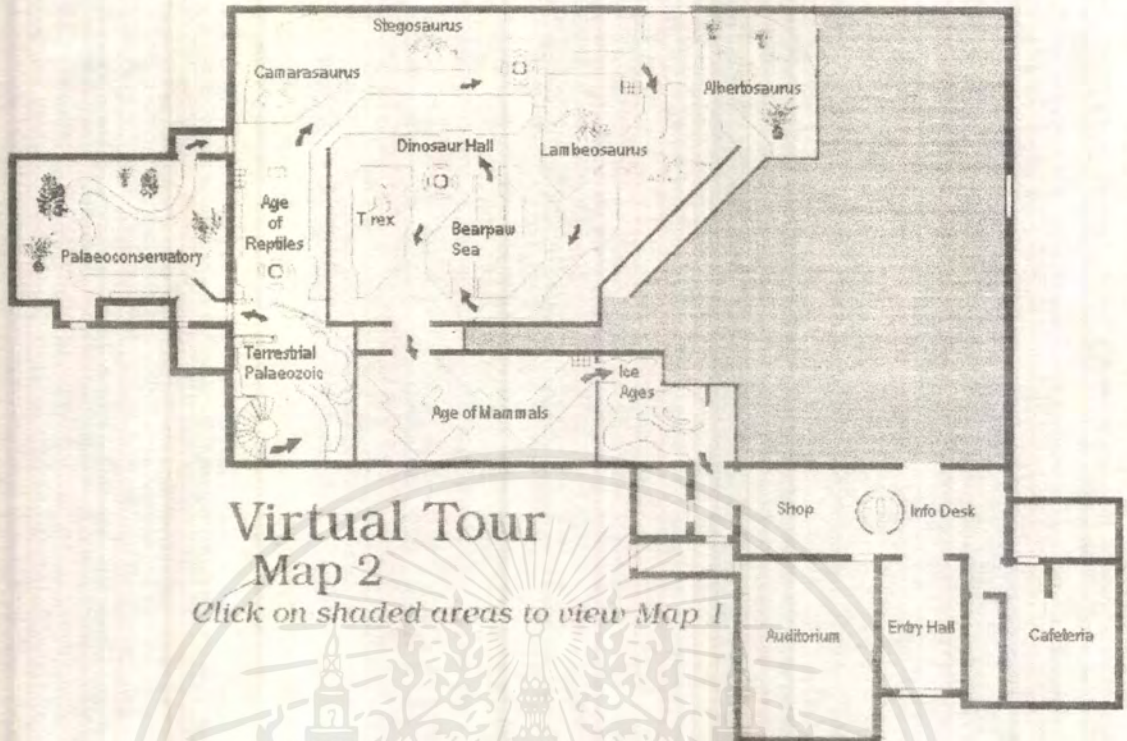 Stegosaurus
Camarasaurus
Albertosaurus
Dinosaur Hall
Lambeosaurus
Age
of
Reptiles
T rex
Bearpaw
Sea
Palaeoconservatory
Terrestrial
Palaeozoic
Ice
Ages
Age of Mammals
Virtual Tour
Map 2
Click on shaded areas to view Map 1
Shop
Info Desk
Auditorium
Entry Hall
Cafeteria